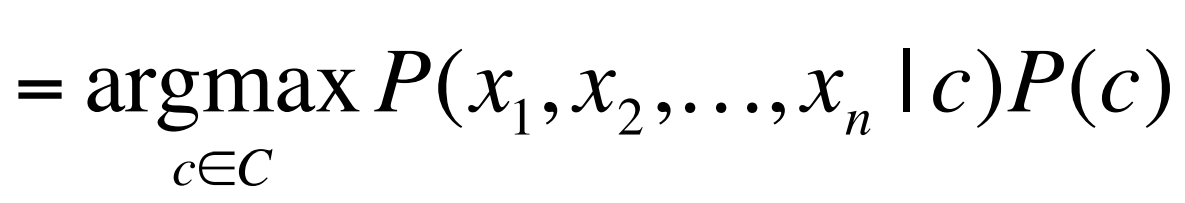 = argmax P(x₁, x₂,…, xₙ | c)P(c)
c∈C